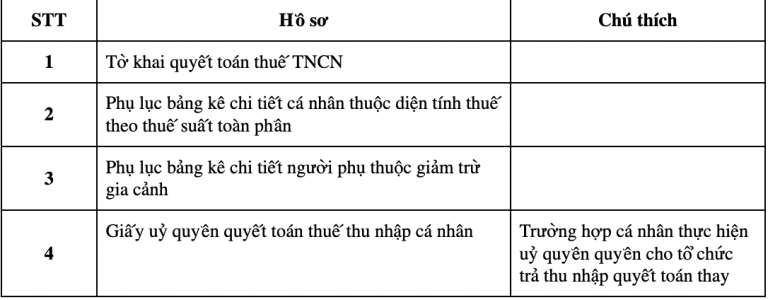 STT Hồ sơ Chú thích
1 Tờ khai quyết toán thuế TNCN
2 Phụ lục bảng kê chi tiết cá nhân thuộc diện tính thuế
theo thuế suất toàn phần
3 Phụ lục bảng kê chi tiết người phụ thuộc giảm trừ
gia cảnh
4 Giấy uỷ quyền quyết toán thuế thu nhập cá nhân
Trường hợp cá nhân thực hiện
uỷ quyền quyền cho tổ chức
trả thu nhập quyết toán thay